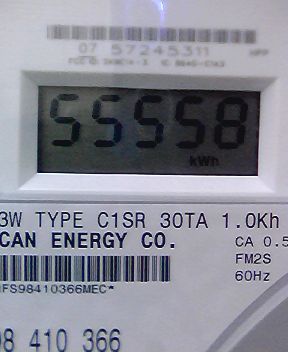 07 57245311
55558
kWh
3W TYPE C1SR 30TA 1.0Kh
CAN ENERGY CO.
CA 0.5
FM2S
60Hz
IFS98410366MEC*
98 410 366